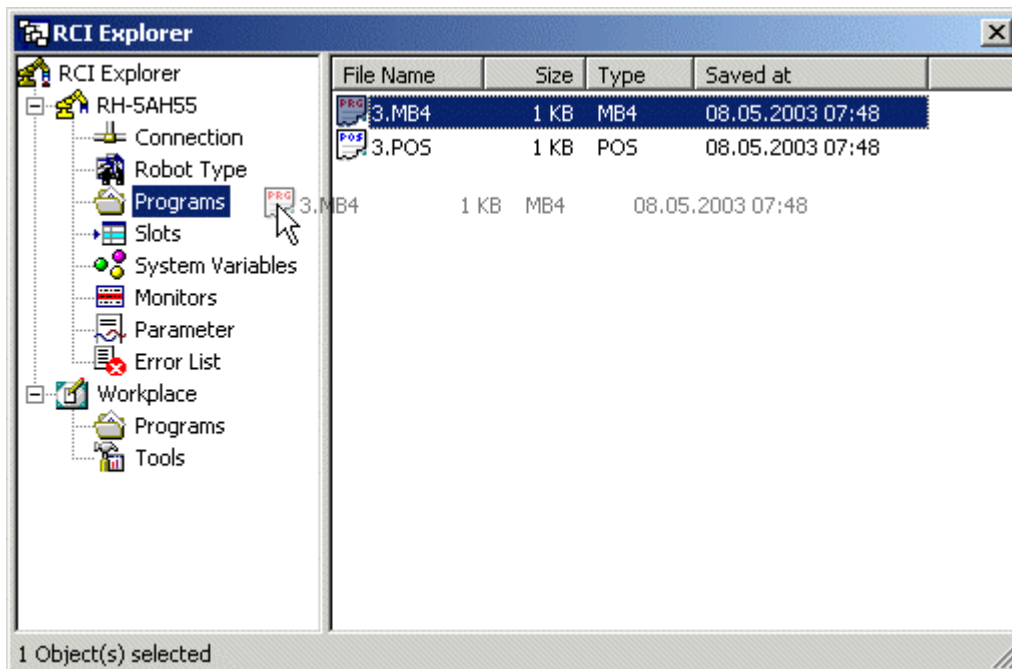 RCI Explorer
RCI Explorer
RH-5AH55
Connection
Robot Type
Programs
Slots
System Variables
Monitors
Parameter
Error List
Workplace
Programs
Tools
File Name Size Type Saved at
PRG 3.MB4 1 KB MB4 08.05.2003 07:48
POS 3.POS 1 KB POS 08.05.2003 07:48
PRG 3.MB4 1 KB MB4 08.05.2003 07:48
1 Object(s) selected